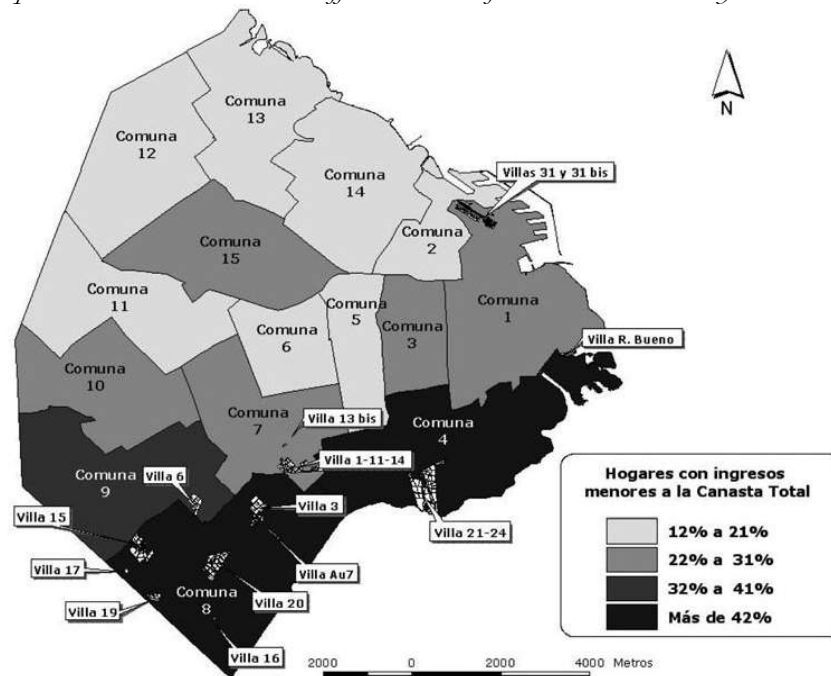 Comuna
13
Comuna
12
Comuna
14
Villas 31 y 31 bis
N
Comuna
2
Comuna
15
Comuna
11
Comuna
5
Comuna
1
Comuna
6
Comuna
3
Villa R. Bueno
Comuna
10
Comuna
7
Villa 13 bis
Comuna
4
Villa 1-11-14
Comuna
9
Villa 6
Villa 3
Villa 15
Villa 21-24
Villa Au7
Villa 17
Comuna
8
Villa 20
Villa 19
Villa 16
Hogares con ingresos
menores a la Canasta Total
12% a 21%
22% a 31%
32% a 41%
Más de 42%
2000 0 2000 4000 Metros